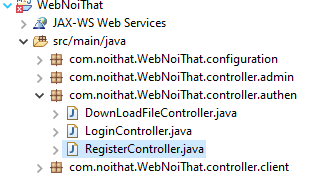 WebNoiThat
JAX-WS Web Services
src/main/java
com.noithat.WebNoiThat.configuration
com.noithat.WebNoiThat.controller.admin
com.noithat.WebNoiThat.controller.authen
DownLoadFileController.java
LoginController.java
RegisterController.java
com.noithat.WebNoiThat.controller.client